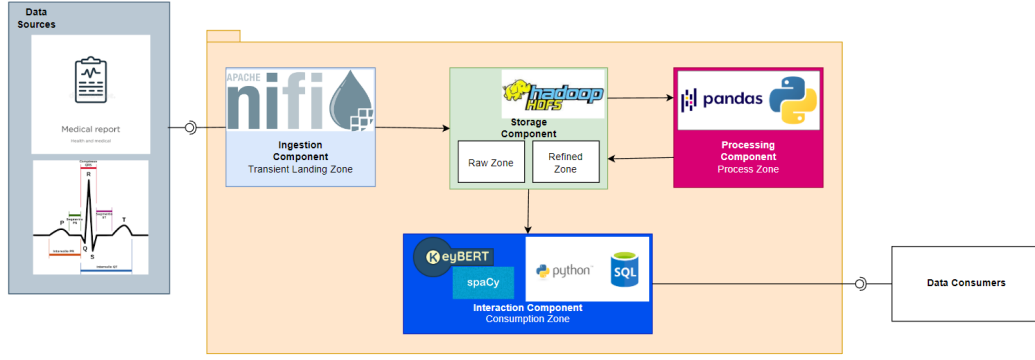 Data
Sources
Medical report
Health and medical
R
P
T
Q
S
APACHE
nifi
Ingestion
Component
Transient Landing Zone
hadoop
HDFS
Storage
Component
Raw Zone
Refined
Zone
pandas
Processing
Component
Process Zone
KeyBERT
spaCy
python
SQL
Interaction Component
Consumption Zone
Data Consumers